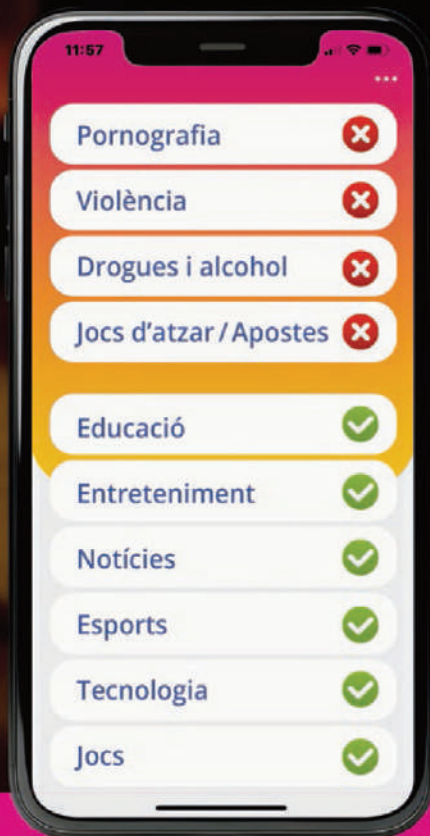 11:57
Pornografia
Violència
Drogues i alcohol
Jocs d'atzar/Apostes
Educació
Entreteniment
Notícies
Esports
Tecnologia
Jocs